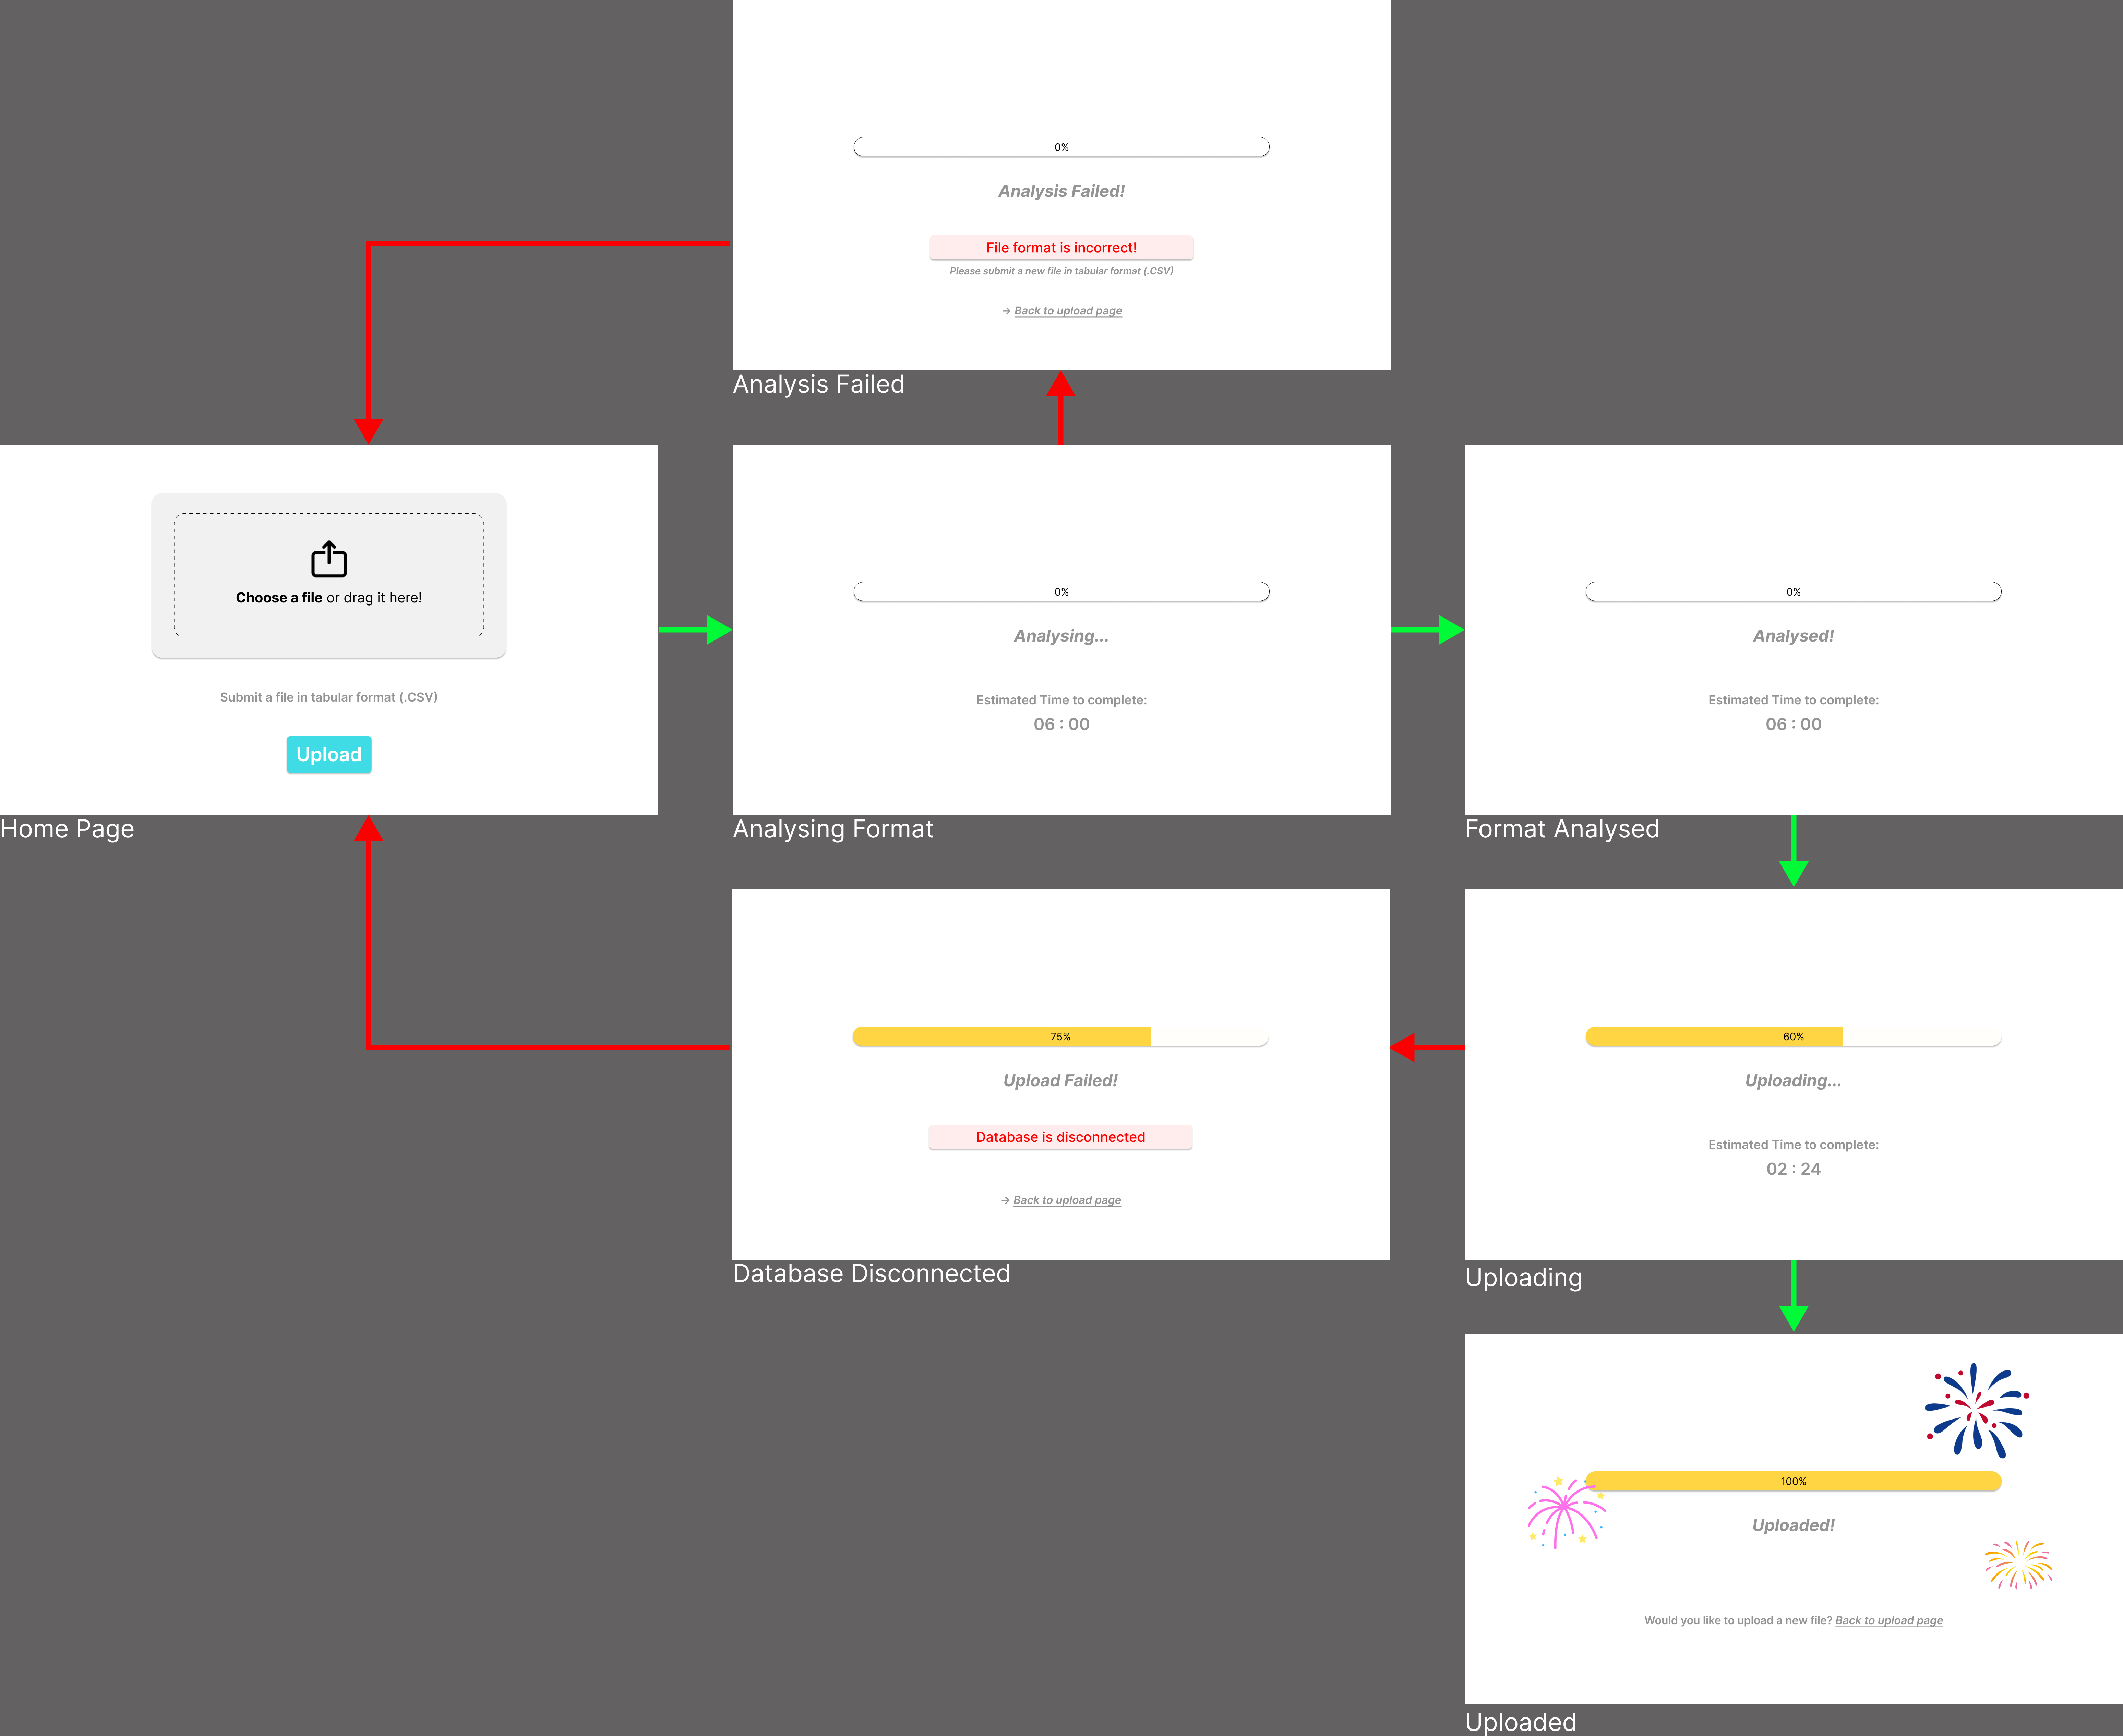 0%
Analysis Failed!
File format is incorrect!
Please submit a new file in tabular format (.CSV)
→ Back to upload page
Analysis Failed
Choose a file or drag it here!
Submit a file in tabular format (.CSV)
Upload
Home Page
0%
Analysing...
Estimated Time to complete:
06 : 00
Analysing Format
0%
Analysed!
Estimated Time to complete:
06 : 00
Format Analysed
75%
Upload Failed!
Database is disconnected
→ Back to upload page
Database Disconnected
60%
Uploading...
Estimated Time to complete:
02 : 24
Uploading
100%
Uploaded!
Would you like to upload a new file? Back to upload page
Uploaded